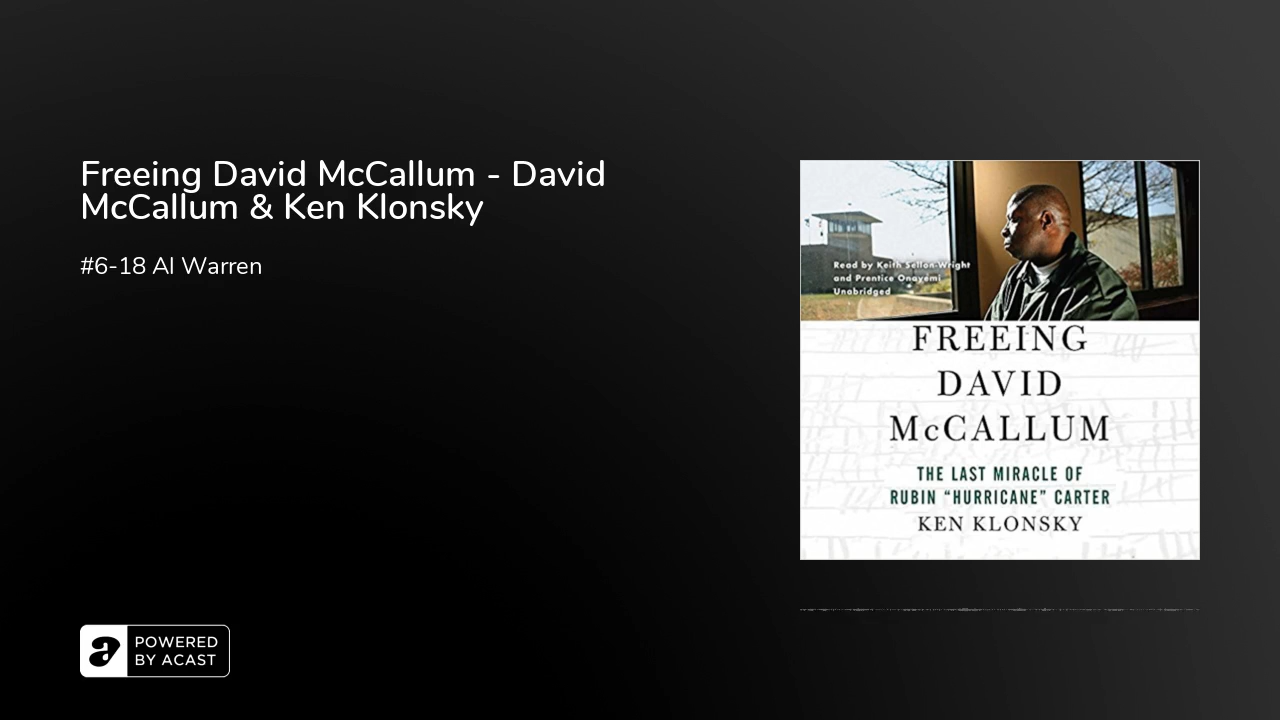 Freeing David McCallum - David
McCallum & Ken Klonsky
#6-18 Al Warren
Read by Keith Sellon-Wright
and Prentice Onayemi
Unabridged
FREEING
DAVID
McCALLUM
THE LAST MIRACLE OF
RUBIN “HURRICANE” CARTER
KEN KLONSKY
POWERED
BY ACAST